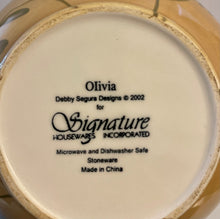 Olivia
Debby Segura Designs © 2002
for
Signature
HOUSEWARES INCORPORATED
Microwave and Dishwasher Safe
Stoneware
Made in China